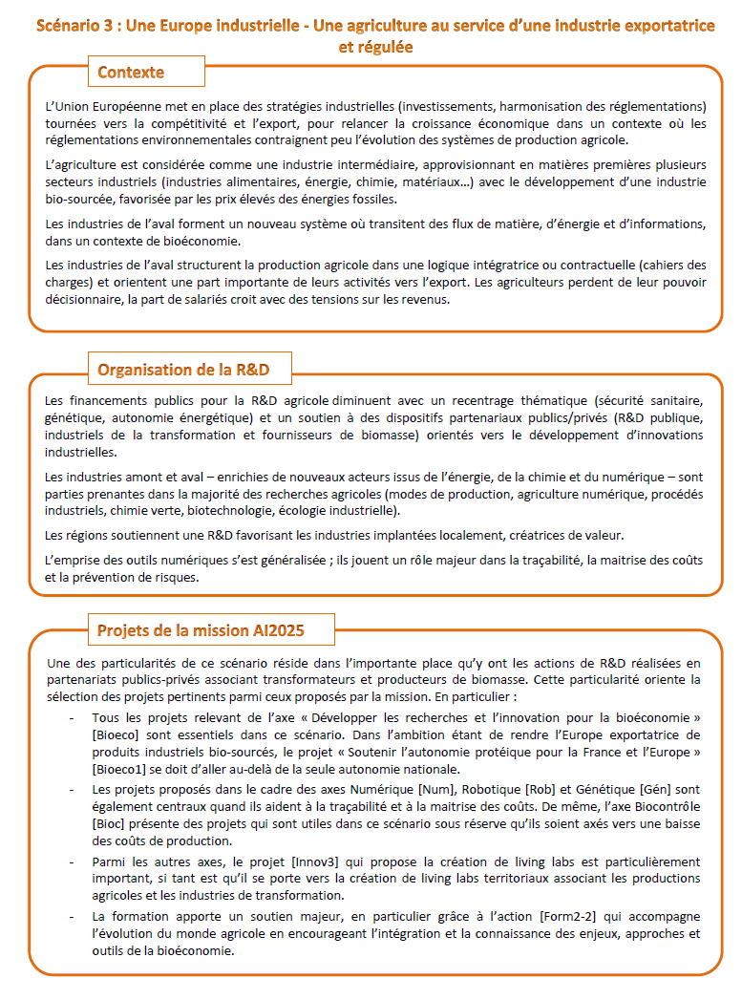 Scénario 3 : Une Europe industrielle - Une agriculture au service d’une industrie exportatrice
et régulée
Contexte
L’Union Européenne met en place des stratégies industrielles (investissements, harmonisation des réglementations)
tournées vers la compétitivité et l’export, pour relancer la croissance économique dans un contexte où les
réglementations environnementales contraignent peu l’évolution des systèmes de production agricole.
L’agriculture est considérée comme une industrie intermédiaire, approvisionnant en matières premières plusieurs
secteurs industriels (industries alimentaires, énergie, chimie, matériaux…) avec le développement d’une industrie
bio-sourcée, favorisée par les prix élevés des énergies fossiles.
Les industries de l’aval forment un nouveau système où transitent des flux de matière, d’énergie et d’informations,
dans un contexte de bioéconomie.
Les industries de l’aval structurent la production agricole dans une logique intégratrice ou contractuelle (cahiers des
charges) et orientent une part importante de leurs activités vers l’export. Les agriculteurs perdent de leur pouvoir
décisionnaire, la part de salariés croit avec des tensions sur les revenus.
Organisation de la R&D
Les financements publics pour la R&D agricole diminuent avec un recentrage thématique (sécurité sanitaire,
génétique, autonomie énergétique) et un soutien à des dispositifs partenariaux publics/privés (R&D publique,
industriels de la transformation et fournisseurs de biomasse) orientés vers le développement d’innovations
industrielles.
Les industries amont et aval – enrichies de nouveaux acteurs issus de l’énergie, de la chimie et du numérique – sont
parties prenantes dans la majorité des recherches agricoles (modes de production, agriculture numérique, procédés
industriels, chimie verte, biotechnologie, écologie industrielle).
Les régions soutiennent une R&D favorisant les industries implantées localement, créatrices de valeur.
L’emprise des outils numériques s’est généralisée ; ils jouent un rôle majeur dans la traçabilité, la maitrise des coûts
et la prévention de risques.
Projets de la mission AI2025
Une des particularités de ce scénario réside dans l’importante place qu’y ont les actions de R&D réalisées en
partenariats publics-privés associant transformateurs et producteurs de biomasse. Cette particularité oriente la
sélection des projets pertinents parmi ceux proposés par la mission. En particulier :
- Tous les projets relevant de l’axe « Développer les recherches et l’innovation pour la bioéconomie »
[Bioeco] sont essentiels dans ce scénario. Dans l’ambition étant de rendre l’Europe exportatrice de
produits industriels bio-sourcés, le projet « Soutenir l’autonomie protéique pour la France et l’Europe »
[Bioeco1] se doit d’aller au-delà de la seule autonomie nationale.
- Les projets proposés dans le cadre des axes Numérique [Num], Robotique [Rob] et Génétique [Gén] sont
également centraux quand ils aident à la traçabilité et à la maitrise des coûts. De même, l’axe Biocontrôle
[Bioc] présente des projets qui sont utiles dans ce scénario sous réserve qu’ils soient axés vers une baisse
des coûts de production.
- Parmi les autres axes, le projet [Innov3] qui propose la création de living labs est particulièrement
important, si tant est qu’il se porte vers la création de living labs territoriaux associant les productions
agricoles et les industries de transformation.
- La formation apporte un soutien majeur, en particulier grâce à l’action [Form2-2] qui accompagne
l’évolution du monde agricole en encourageant l’intégration et la connaissance des enjeux, approches et
outils de la bioéconomie.